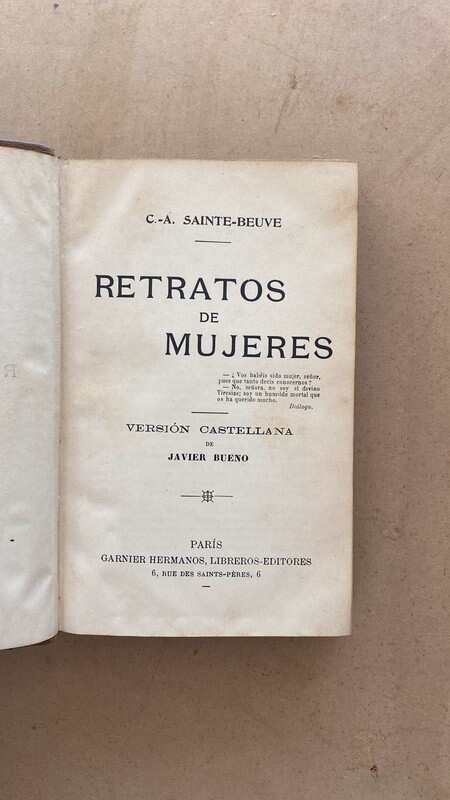 C.-A. SAINTE-BEUVE
RETRATOS
DE
MUJERES
— ¿ Vos habéis sido mujer, señor,
pues que tanto decís conocernos ?
— No, señora, no soy el devino
Tiresias; soy un humilde mortal que
os ha querido mucho.
Diálogo.
VERSIÓN CASTELLANA
DE
JAVIER BUENO
PARÍS
GARNIER HERMANOS, LIBREROS-EDITORES
6, RUE DES SAINTS-PÈRES, 6